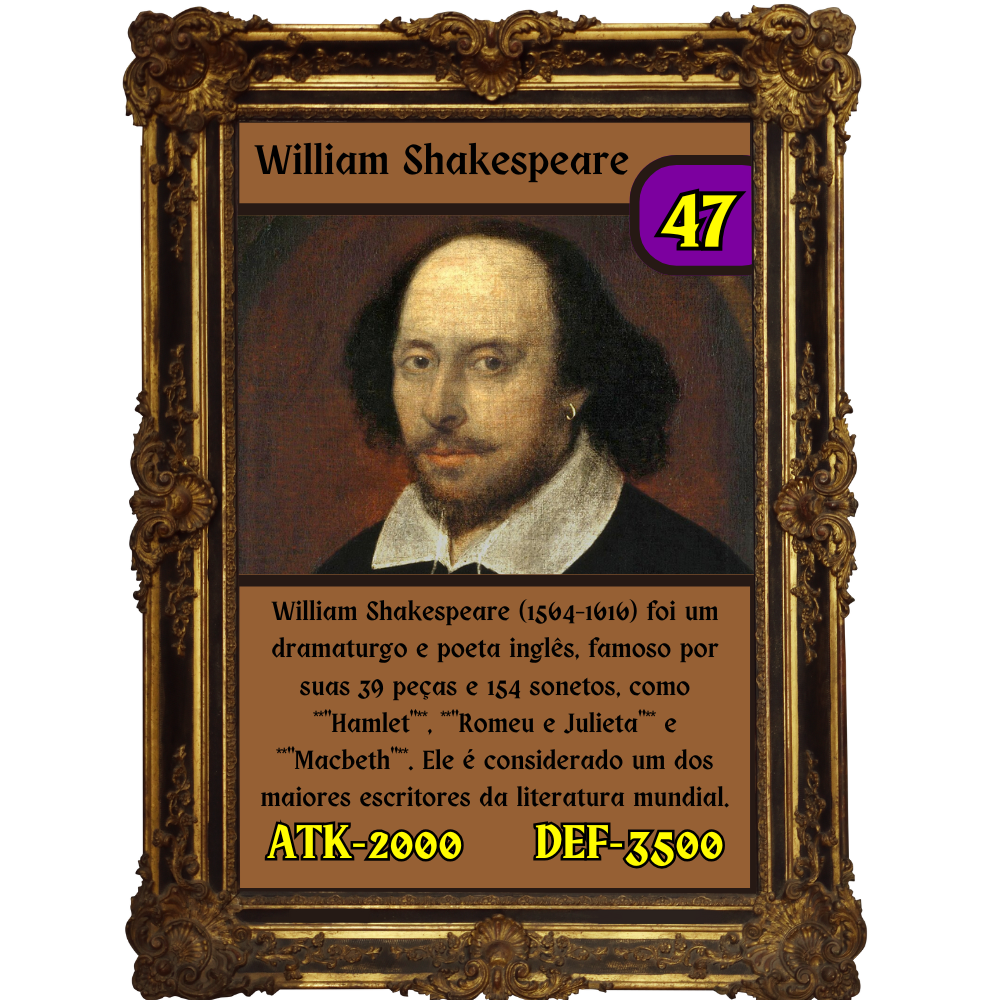 William Shakespeare
47
William Shakespeare (1564-1616) foi um
dramaturgo e poeta inglês, famoso por
suas 39 peças e 154 sonetos, como
**"Hamlet"**, **"Romeu e Julieta"** e
**"Macbeth"**. Ele é considerado um dos
maiores escritores da literatura mundial.
ATK-2000 DEF-3500